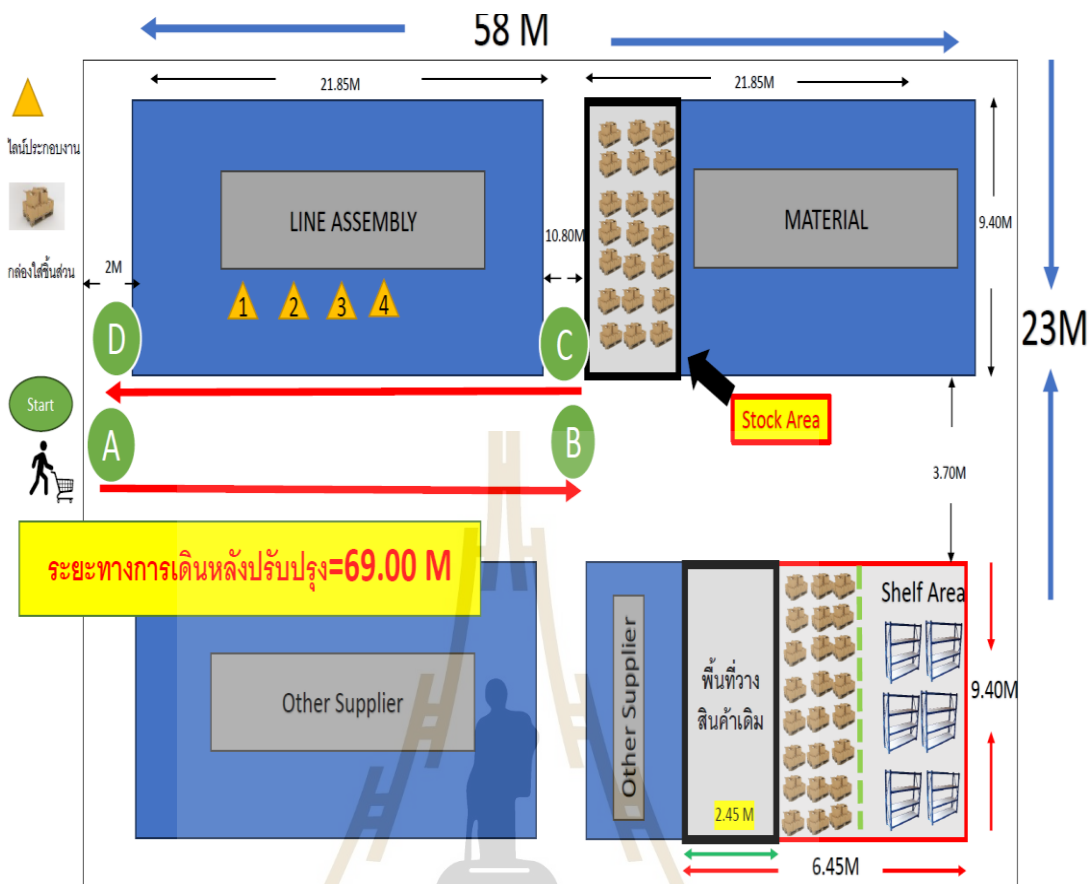 58 M
21.85M
21.85M
ไลน์ประกอบงาน
LINE ASSEMBLY
MATERIAL
10.80M
9.40M
กล่องใส่ชิ้นส่วน
2M
1
2
3
4
23M
D
C
Start
Stock Area
A
B
3.70M
ระยะทางการเดินหลังปรับปรุง=69.00 M
Shelf Area
Other Supplier
Other Supplier
พื้นที่วาง
สินค้าเดิม
9.40M
2.45 M
6.45M